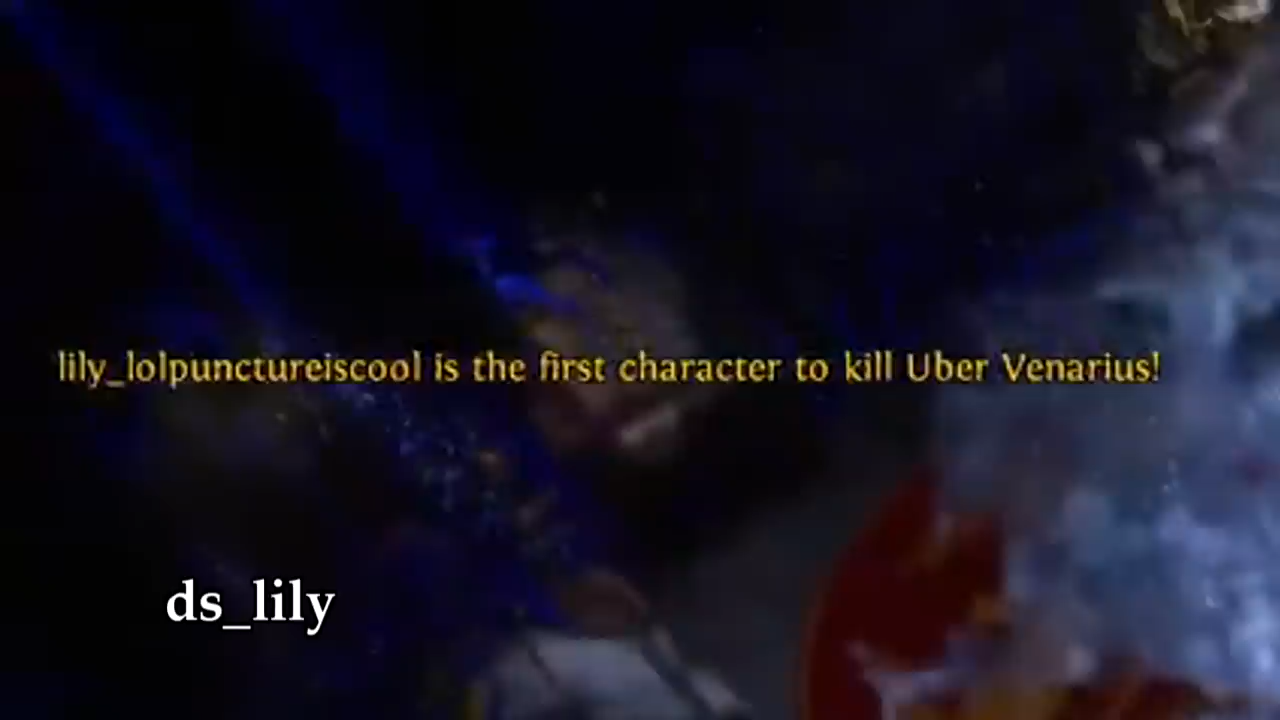 lily_lolpunctureiscool is the first character to kill Uber Venarius!
ds_lily